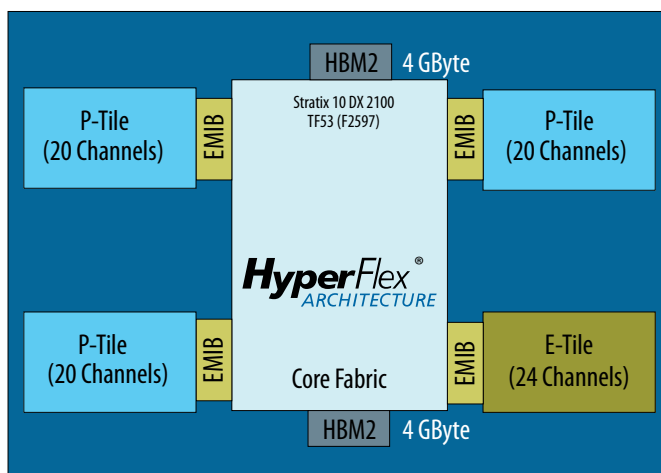 HBM2 4 GByte
Stratix 10 DX 2100
TF53 (F2597)
P-Tile
(20 Channels)
EMIB
EMIB
P-Tile
(20 Channels)
HyperFlex®
ARCHITECTURE
P-Tile
(20 Channels)
EMIB
Core Fabric
EMIB
E-Tile
(24 Channels)
HBM2 4 GByte